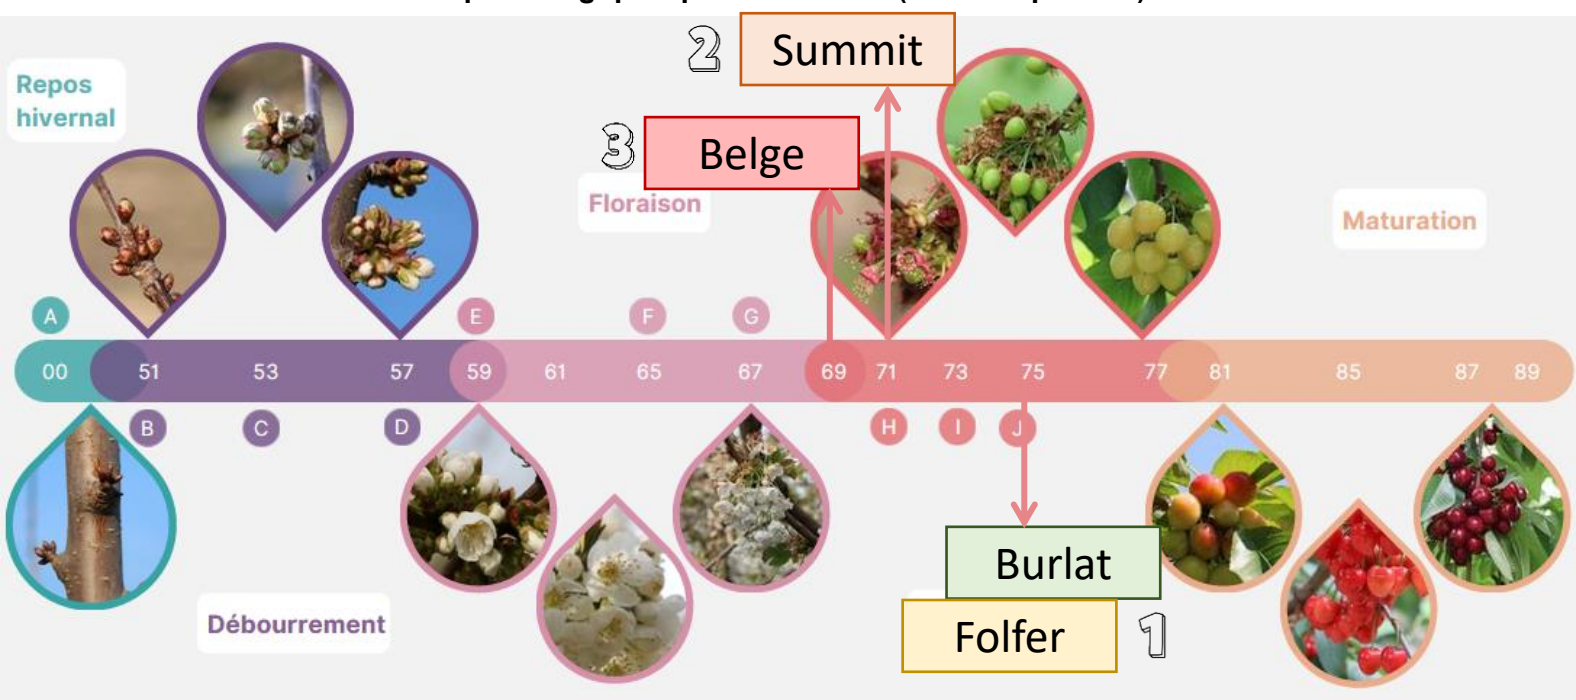 2
Summit
Repos
hivernal
3
Belge
Floraison
Maturation
A
E
F
G
00
51
53
57
59
61
65
67
69
71
73
75
77
81
85
87
89
B
C
D
H
I
J
Burlat
Débourrement
Folfer
1